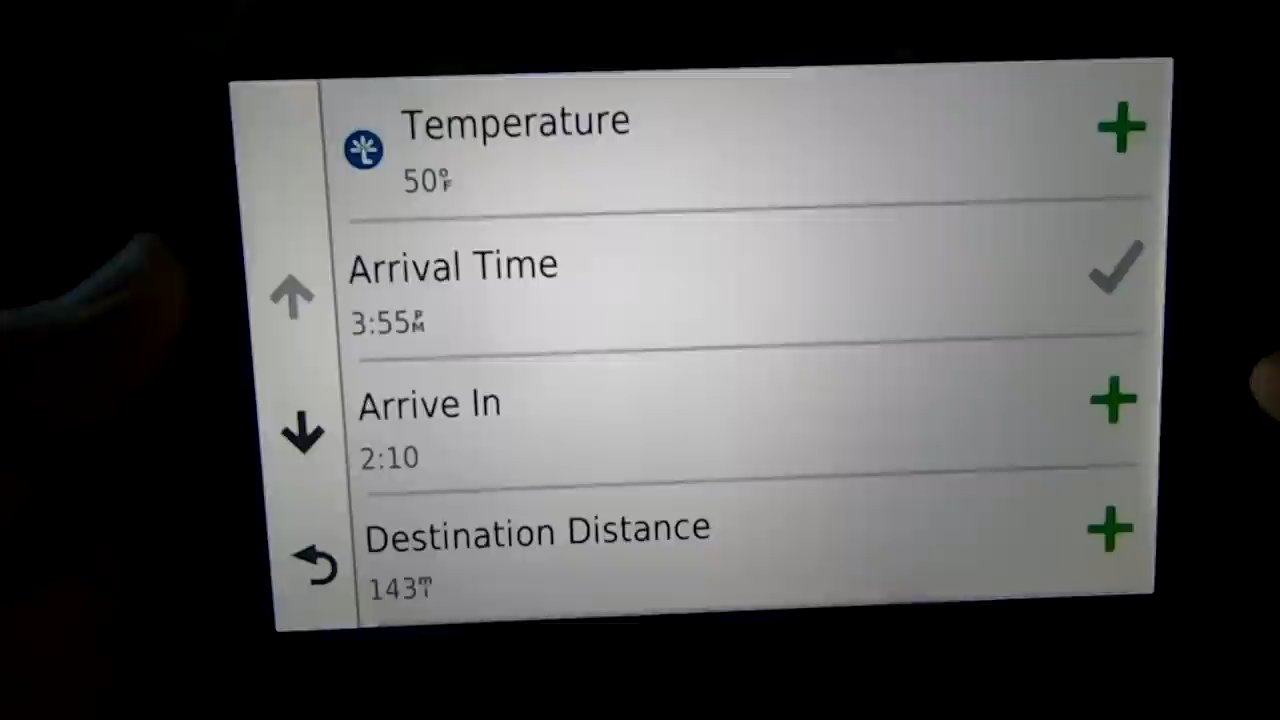 Temperature
50°F
Arrival Time
3:55PM
Arrive In
2:10
Destination Distance
143mi